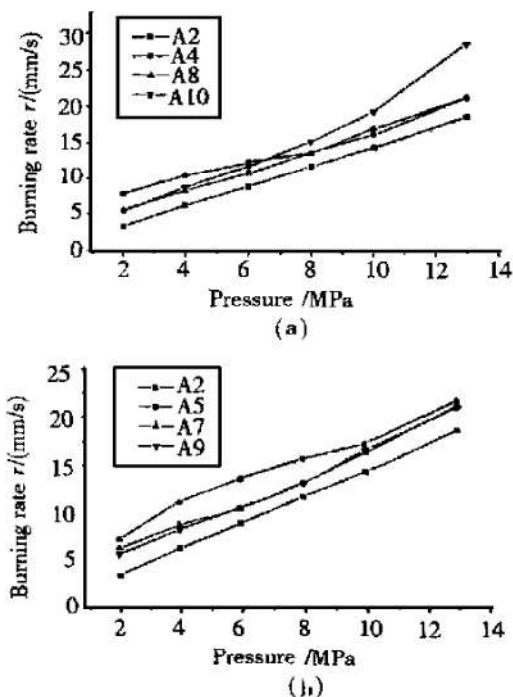 30
25
20
15
10
5
0
Burning rate r/(mm/s)
A2
A4
A8
A10
2 4 6 8 10 12 14
Pressure /MPa
(a)
25
20
15
10
5
0
Burning rate r/(mm/s)
A2
A5
A7
A9
2 4 6 8 10 12 14
Pressure /MPa